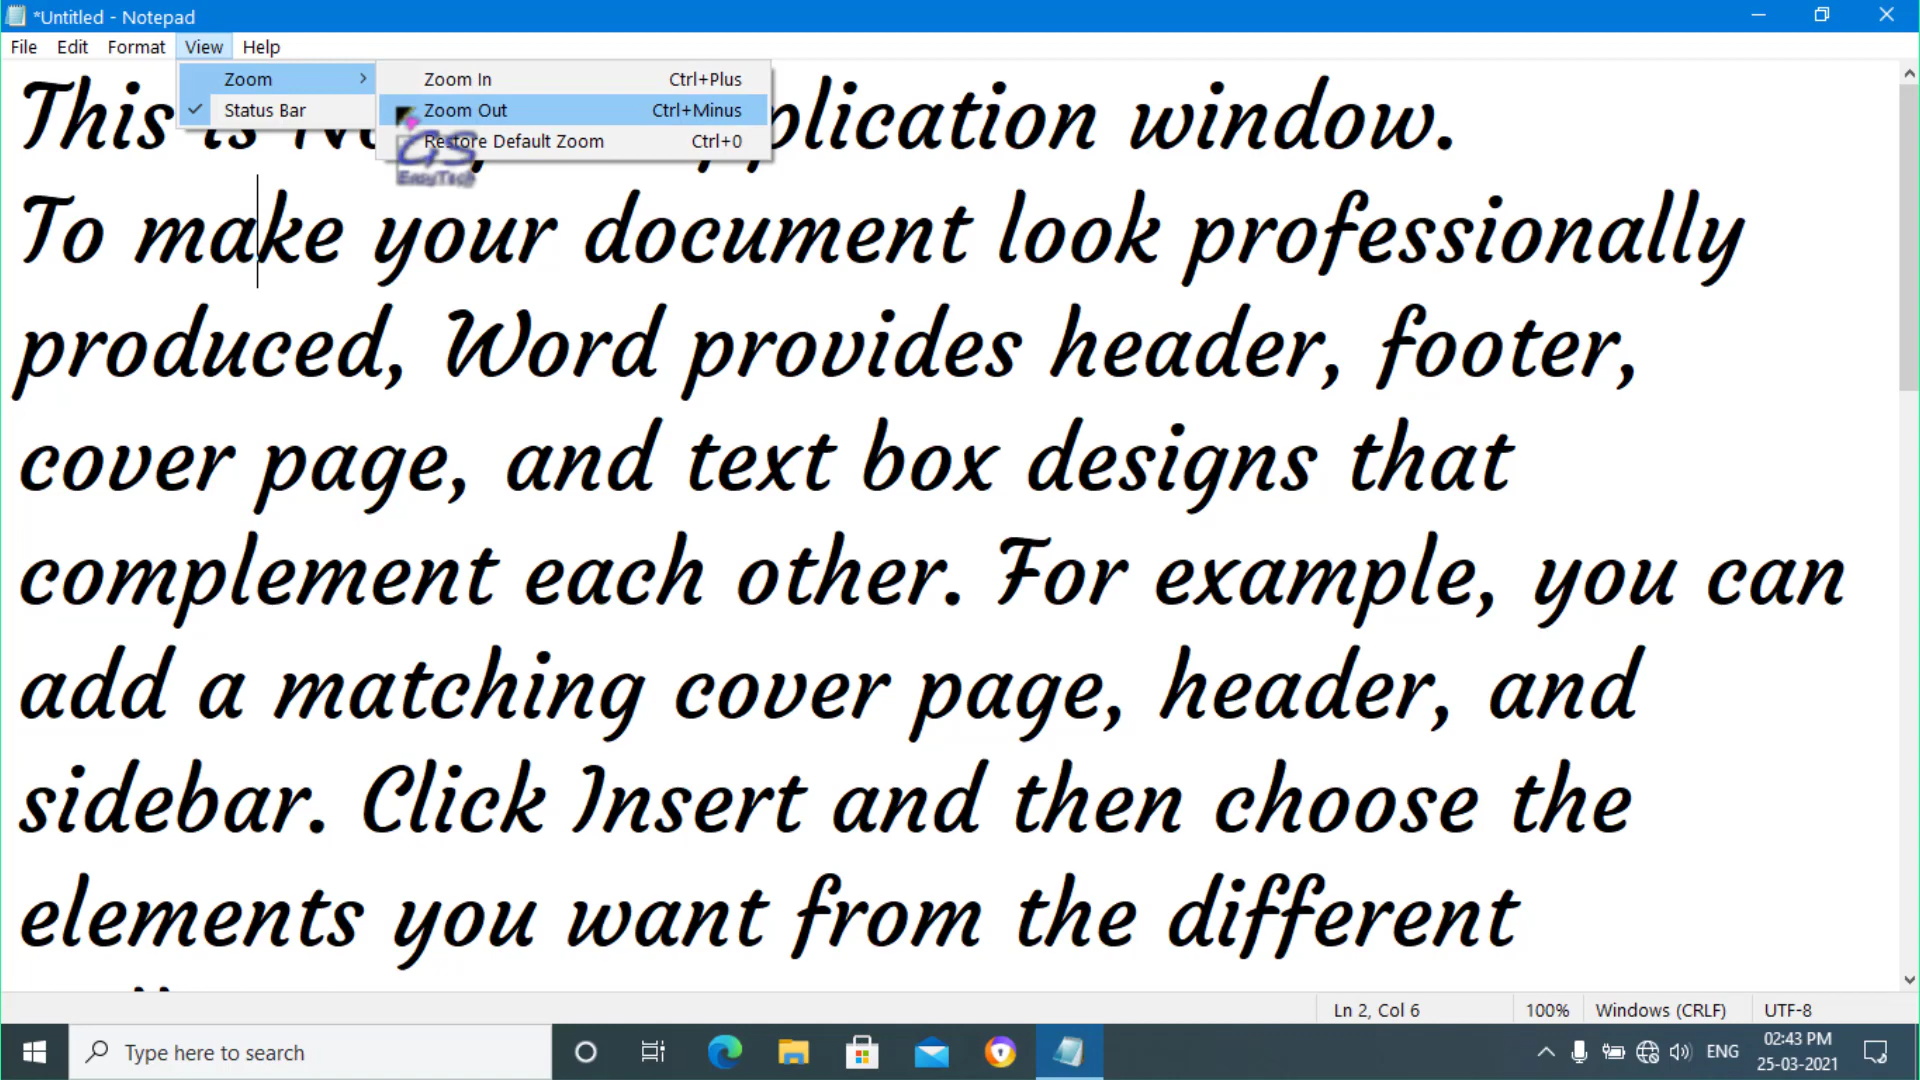 *Untitled - Notepad
File Edit Format View Help
Zoom
Status Bar
Zoom In Ctrl+Plus
Zoom Out Ctrl+Minus
Restore Default Zoom Ctrl+0
GS
EasyTech
This is plication window.
To make your document look professionally
produced, Word provides header, footer,
cover page, and text box designs that
complement each other. For example, you can
add a matching cover page, header, and
sidebar. Click Insert and then choose the
elements you want from the different
Ln 2, Col 6 100% Windows (CRLF) UTF-8
Type here to search
ENG
02:43 PM
25-03-2021